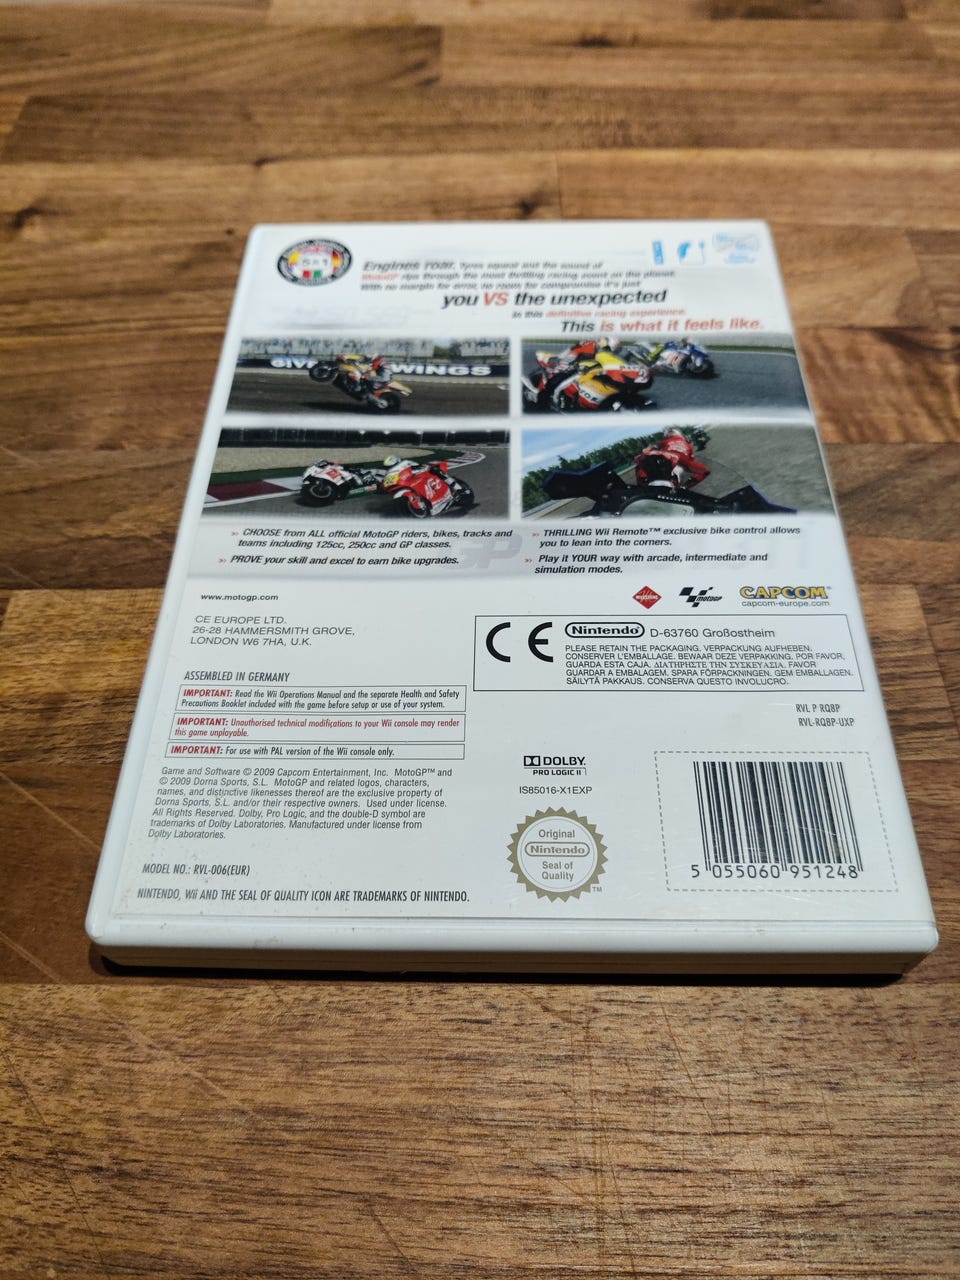 5 in 1
Engines roar, tyres squeal and the sound of
MotoGP rips through the most thrilling racing event on the planet.
With no margin for error, no room for compromise it's just
you VS the unexpected
in this definitive racing experience.
This is what it feels like.
GIVI
WINGS
» CHOOSE from ALL official MotoGP riders, bikes, tracks and
teams including 125cc, 250cc and GP classes.
» PROVE your skill and excel to earn bike upgrades.
» THRILLING Wii Remote™ exclusive bike control allows
you to lean into the corners.
» Play it YOUR way with arcade, intermediate and
simulation modes.
www.motogp.com
MILESTONE
MotoGP
CAPCOM®
capcom-europe.com
CE EUROPE LTD.
26-28 HAMMERSMITH GROVE,
LONDON W6 7HA, U.K.
CE Nintendo® D-63760 Großostheim
PLEASE RETAIN THE PACKAGING. VERPACKUNG AUFHEBEN.
CONSERVER L'EMBALLAGE. BEWAAR DEZE VERPAKKING. POR FAVOR,
GUARDA ESTA CAJA. ΔΙΑΤΗΡΗΣΤΕ ΤΗΝ ΣΥΣΚΕΥΑΣΙΑ. FAVOR
GUARDAR A EMBALAGEM. SPARA FÖRPACKNINGEN. GEM EMBALLAGEN.
SÄILYTÄ PAKKAUS. CONSERVA QUESTO INVOLUCRO.
ASSEMBLED IN GERMANY
IMPORTANT: Read the Wii Operations Manual and the separate Health and Safety
Precautions Booklet included with the game before setup or use of your system.
IMPORTANT: Unauthorised technical modifications to your Wii console may render
this game unplayable.
IMPORTANT: For use with PAL version of the Wii console only.
RVL P RQ8P
RVL-RQ8P-UXP
Game and Software © 2009 Capcom Entertainment, Inc. MotoGP™ and
© 2009 Dorna Sports, S.L. MotoGP and related logos, characters,
names, and distinctive likenesses thereof are the exclusive property of
Dorna Sports, S.L. and/or their respective owners. Used under license.
All Rights Reserved. Dolby, Pro Logic, and the double-D symbol are
trademarks of Dolby Laboratories. Manufactured under license from
Dolby Laboratories.
DOLBY
PRO LOGIC II
IS85016-X1EXP
Original
Nintendo®
Seal of
Quality
TM
5 055060 951248
MODEL NO.: RVL-006(EUR)
NINTENDO, Wii AND THE SEAL OF QUALITY ICON ARE TRADEMARKS OF NINTENDO.